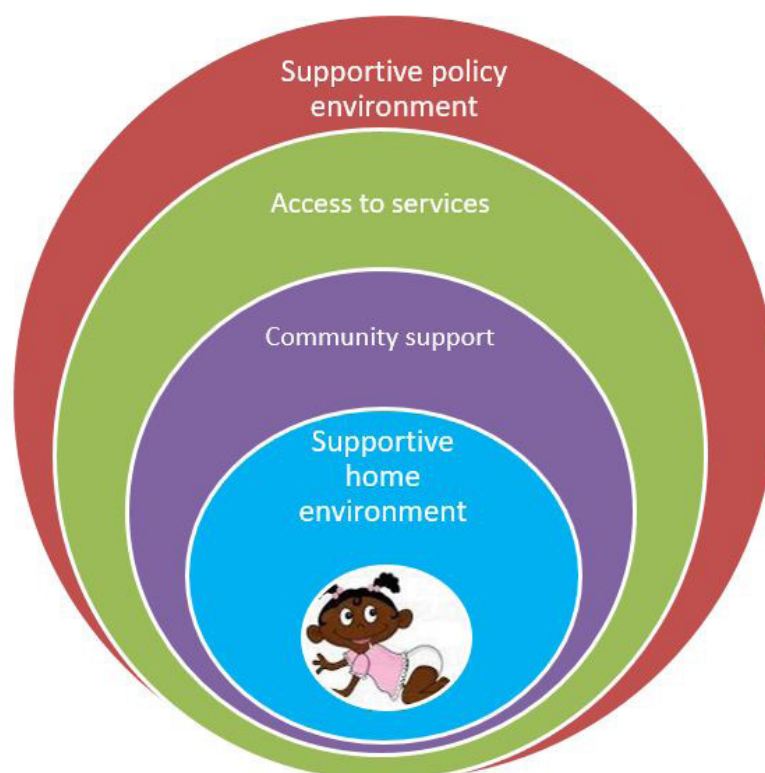 Supportive policy
environment
Access to services
Community support
Supportive
home
environment